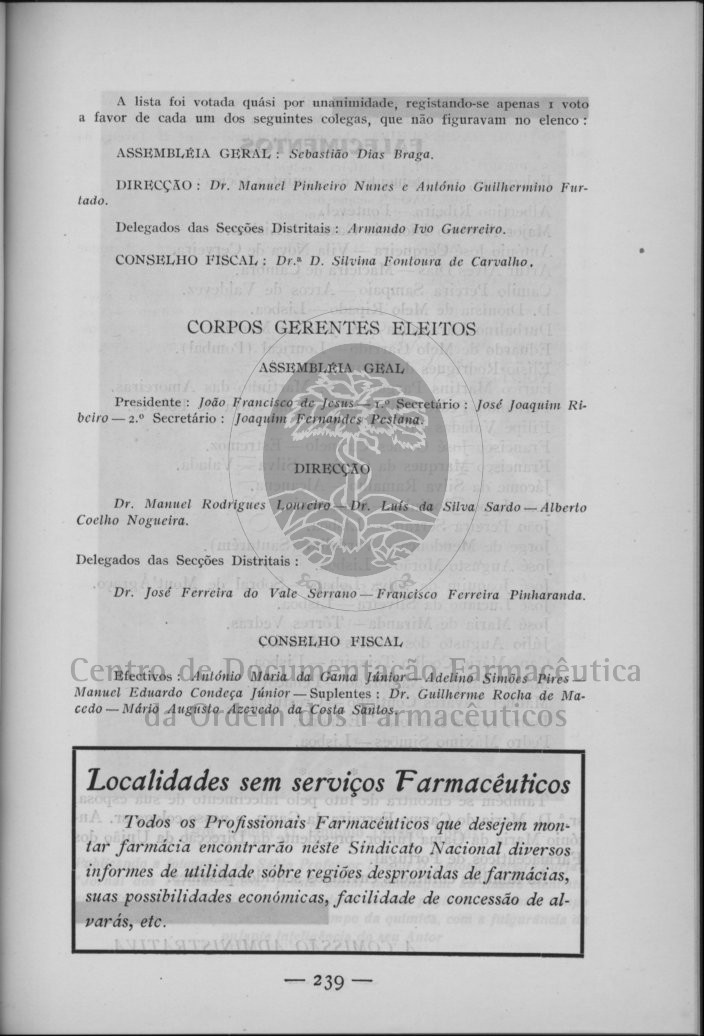 A lista foi votada quási por unanimidade, registando-se apenas 1 voto
a favor de cada um dos seguintes colegas, que não figuravam no elenco :
ASSEMBLÉIA GERAL : Sebastião Dias Braga.
DIRECÇÃO : Dr. Manuel Pinheiro Nunes e António Guilhermino Fur-
tado.
Delegados das Secções Distritais : Armando Ivo Guerreiro.
CONSELHO FISCAL : Dr.ª D. Silvina Fontoura de Carvalho.
CORPOS GERENTES ELEITOS
ASSEMBLÉIA GEAL
Presidente : João Francisco de Jesus — 1.º Secretário : José Joaquim Ri-
beiro — 2.º Secretário : Joaquim Fernandes Pestana.
DIRECÇÃO
Dr. Manuel Rodrigues Loureiro — Dr. Luís da Silva Sardo — Alberto
Coelho Nogueira.
Delegados das Secções Distritais :
Dr. José Ferreira do Vale Serrano — Francisco Ferreira Pinharanda.
CONSELHO FISCAL
Efectivos : António Maria da Gama Júnior — Adelino Simões Pires —
Manuel Eduardo Condeça Júnior — Suplentes : Dr. Guilherme Rocha de Ma-
cedo — Mário Augusto Azevedo da Costa Santos.
Centro de Documentação Farmacêutica
da Ordem dos Farmacêuticos
Localidades sem serviços Farmacêuticos
Todos os Profissionais Farmacêuticos que desejem mon-
tar farmácia encontrarão neste Sindicato Nacional diversos
informes de utilidade sôbre regiões desprovidas de farmácias,
suas possibilidades económicas, facilidade de concessão de al-
varás, etc.
— 239 —